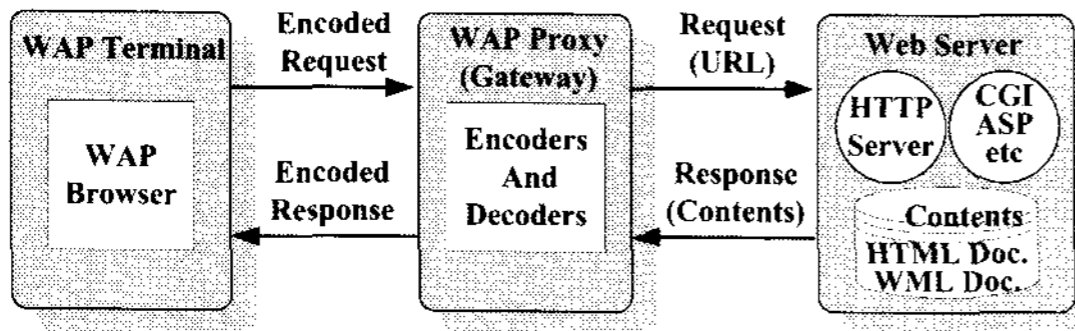 WAP Terminal
WAP
Browser
Encoded
Request
Encoded
Response
WAP Proxy
(Gateway)
Encoders
And
Decoders
Request
(URL)
Response
(Contents)
Web Server
HTTP
Server
CGI
ASP
etc
Contents
HTML Doc.
WML Doc.